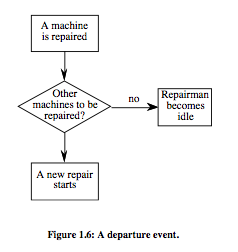 A machine
is repaired
Other
machines to be
repaired?
no
Repairman
becomes
idle
A new repair
starts
Figure 1.6: A departure event.